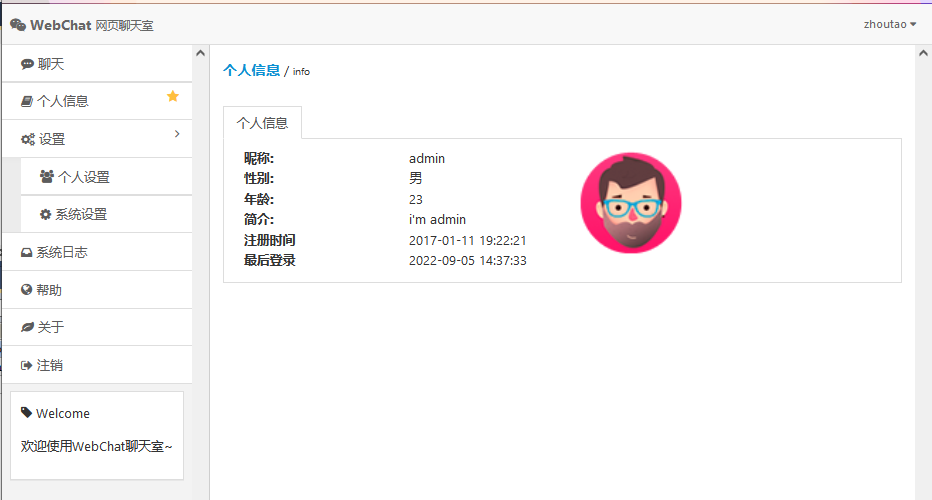 WebChat 网页聊天室
zhoutao
聊天
个人信息
设置
个人设置
系统设置
系统日志
帮助
关于
注销
Welcome
欢迎使用WebChat聊天室~
个人信息 / info
个人信息
昵称: admin
性别: 男
年龄: 23
简介: i'm admin
注册时间 2017-01-11 19:22:21
最后登录 2022-09-05 14:37:33